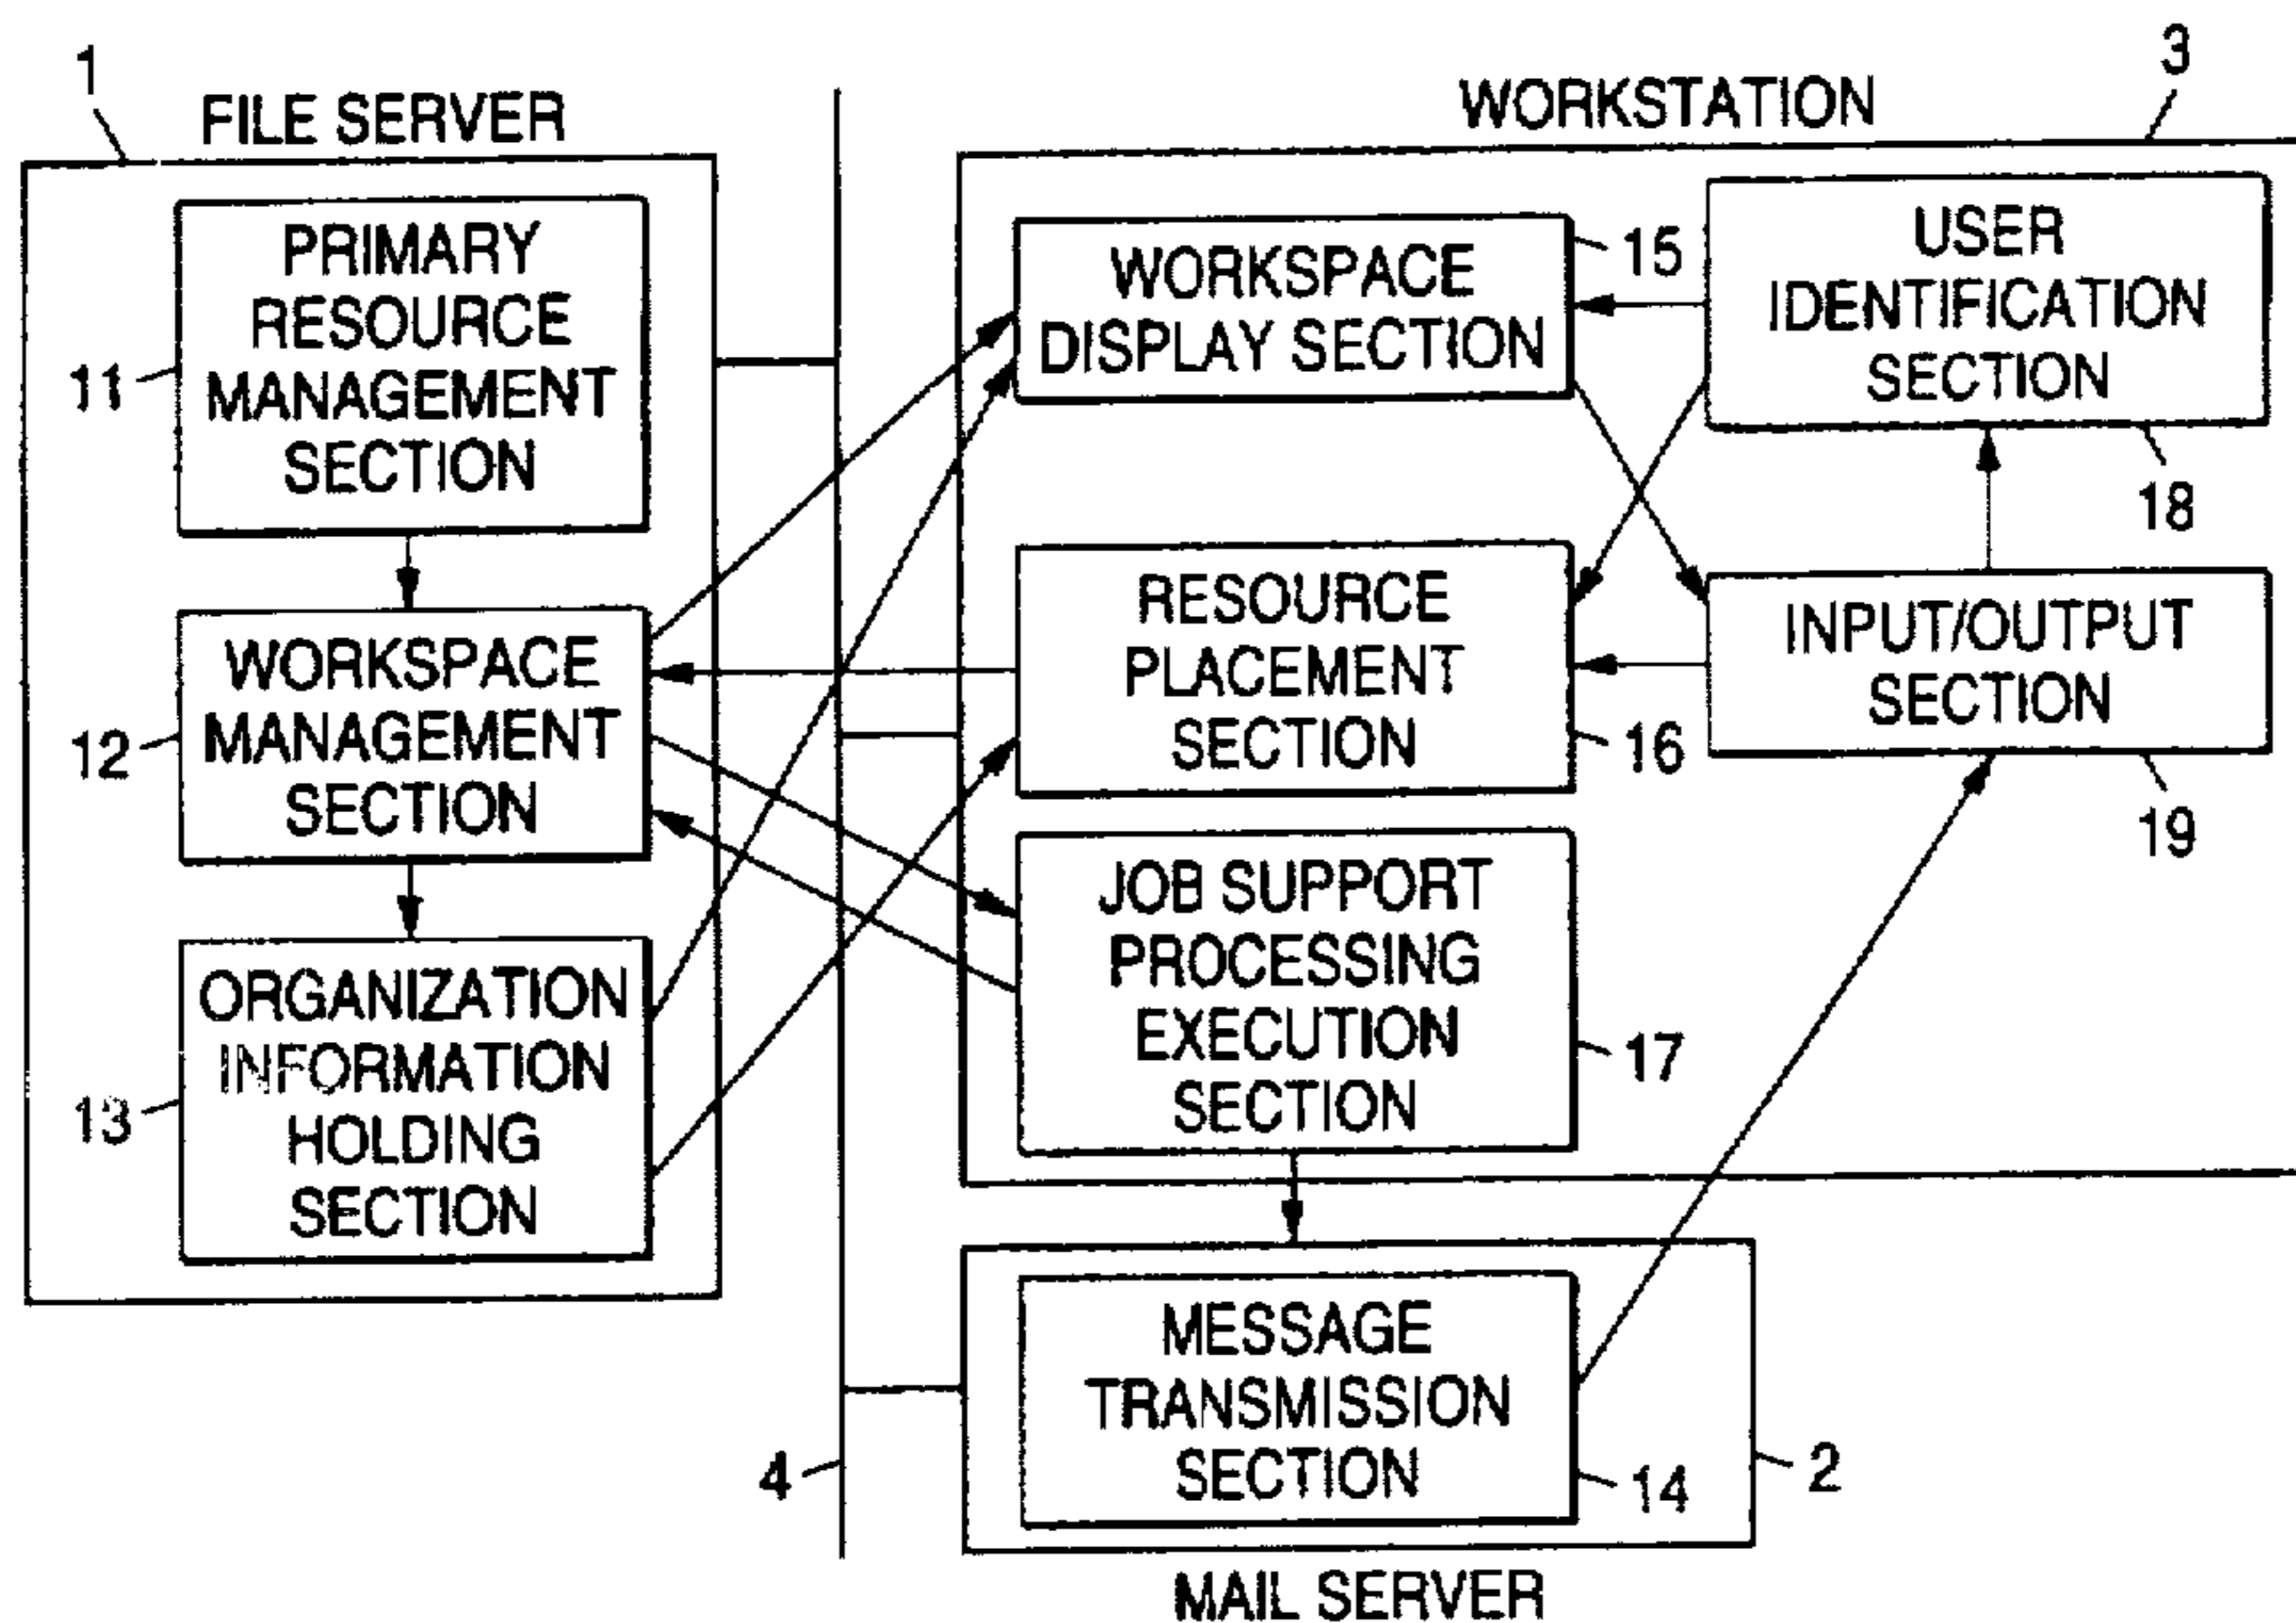 1
FILE SERVER
PRIMARY
RESOURCE
MANAGEMENT
SECTION
11
WORKSPACE
MANAGEMENT
SECTION
12
ORGANIZATION
INFORMATION
HOLDING
SECTION
13
4
WORKSTATION
3
WORKSPACE
DISPLAY SECTION
15
USER
IDENTIFICATION
SECTION
18
RESOURCE
PLACEMENT
SECTION
16
INPUT/OUTPUT
SECTION
19
JOB SUPPORT
PROCESSING
EXECUTION
SECTION
17
MESSAGE
TRANSMISSION
SECTION
14
2
MAIL SERVER